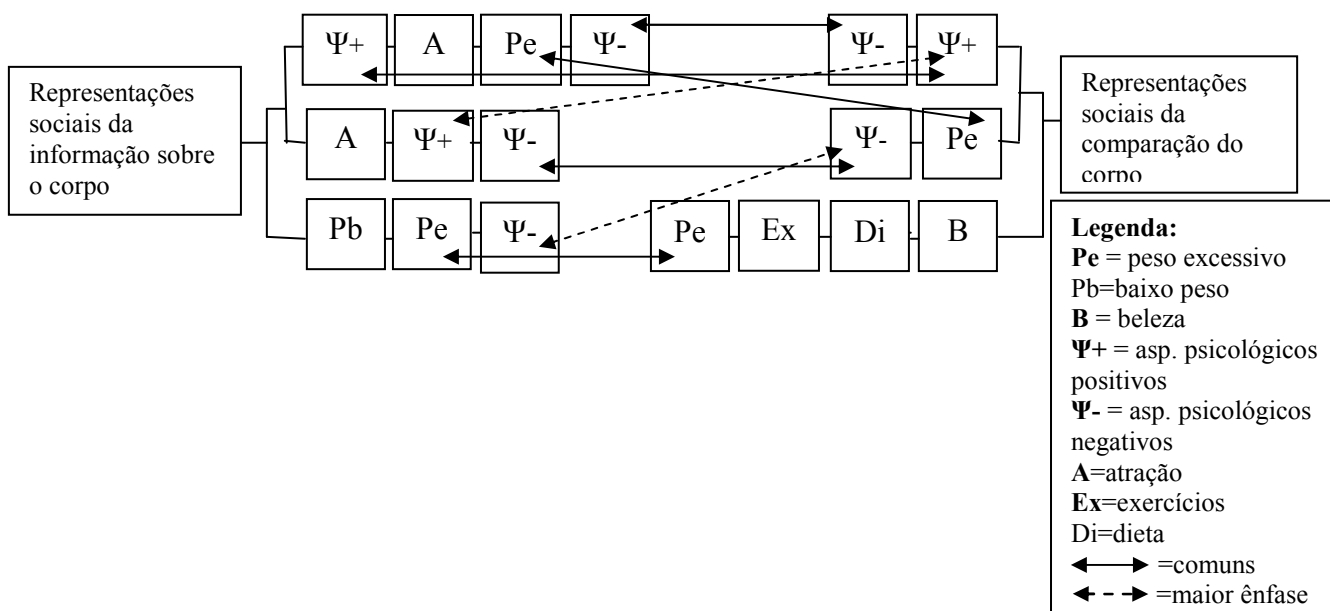 Ψ+ A Pe Ψ- Ψ- Ψ+
Representações
sociais da
informação sobre
o corpo
A Ψ+ Ψ- Ψ- Pe
Pb Pe Ψ- Pe Ex Di B
Representações
sociais da
comparação do
corpo
Legenda:
Pe = peso excessivo
Pb=baixo peso
B = beleza
Ψ+ = asp. psicológicos
positivos
Ψ- = asp. psicológicos
negativos
A=atração
Ex=exercícios
Di=dieta
=comuns
=maior ênfase